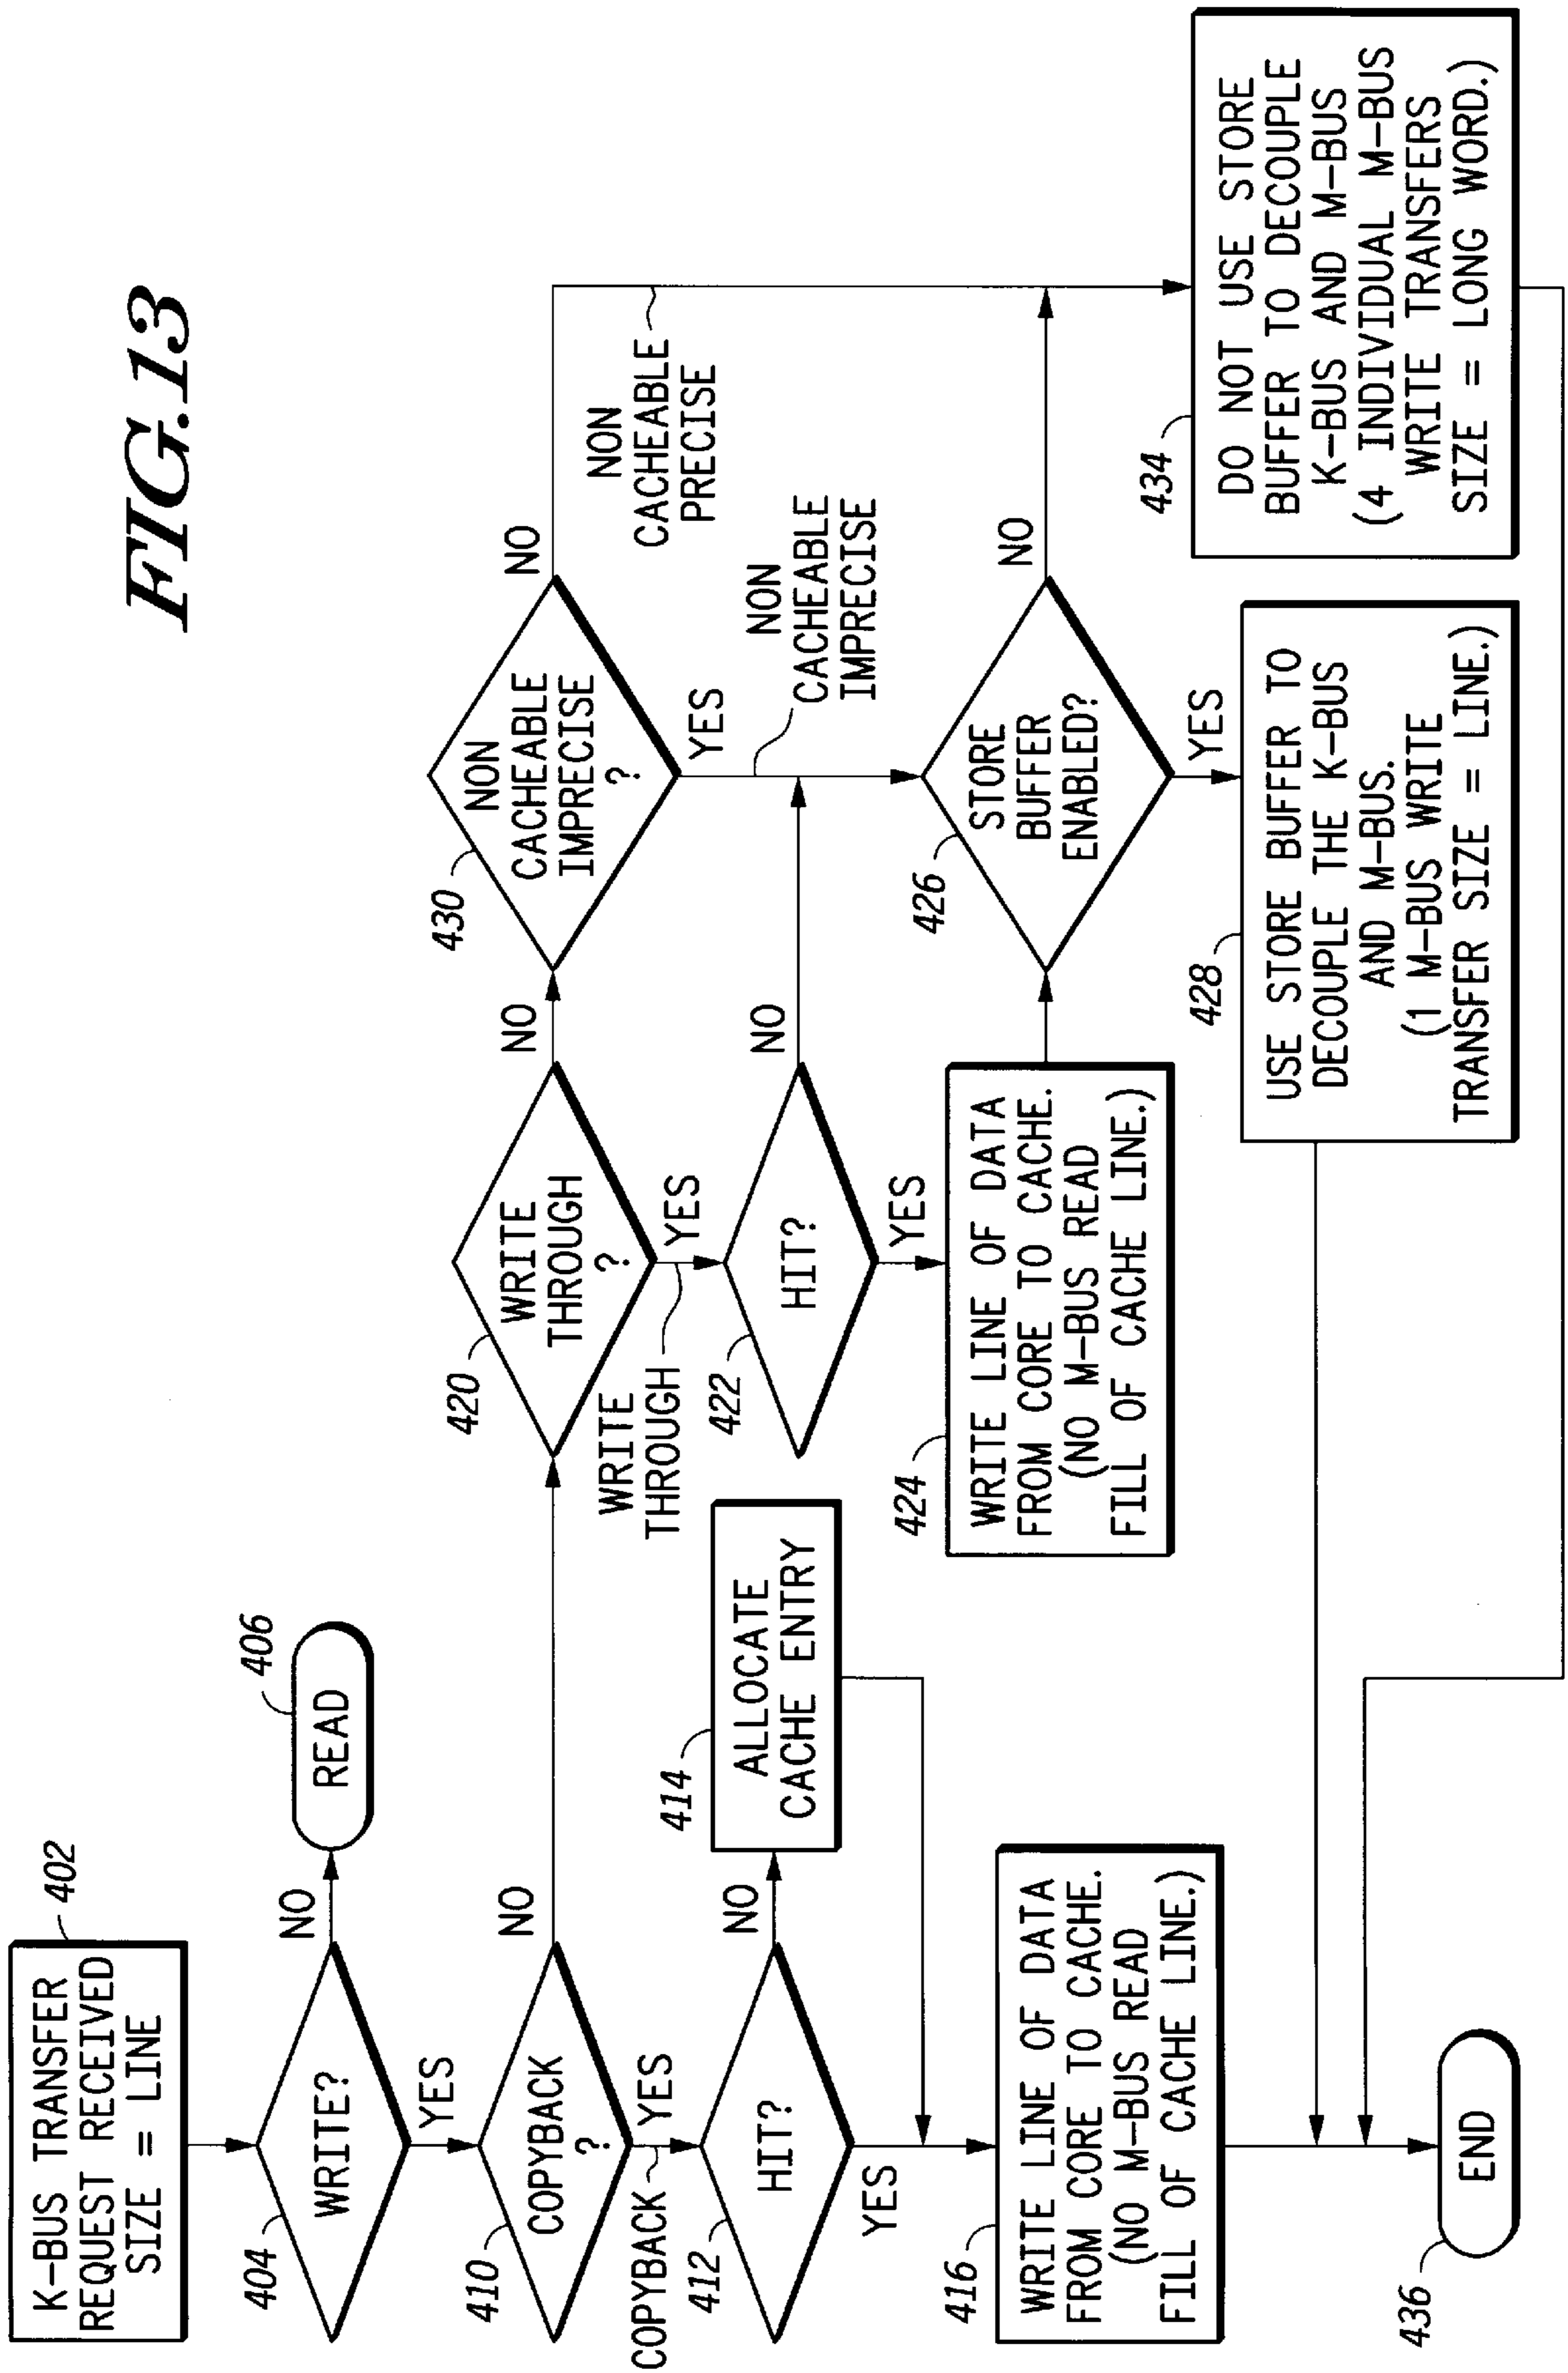 FIG.13
K-BUS TRANSFER
REQUEST RECEIVED
SIZE = LINE
402
404
WRITE?
NO
406
READ
YES
410
COPYBACK
?
NO
COPYBACK
YES
412
HIT?
NO
414
ALLOCATE
CACHE ENTRY
YES
416
WRITE LINE OF DATA
FROM CORE TO CACHE.
(NO M-BUS READ
FILL OF CACHE LINE.)
420
WRITE
THROUGH
?
NO
WRITE
THROUGH
YES
422
HIT?
NO
YES
424
WRITE LINE OF DATA
FROM CORE TO CACHE.
(NO M-BUS READ
FILL OF CACHE LINE.)
430
NON
CACHEABLE
IMPRECISE
?
NO
NON
CACHEABLE
PRECISE
YES
NON
CACHEABLE
IMPRECISE
426
STORE
BUFFER
ENABLED?
NO
YES
428
USE STORE BUFFER TO
DECOUPLE THE K-BUS
AND M-BUS.
(1 M-BUS WRITE
TRANSFER SIZE = LINE.)
434
DO NOT USE STORE
BUFFER TO DECOUPLE
K-BUS AND M-BUS
(4 INDIVIDUAL M-BUS
WRITE TRANSFERS
SIZE = LONG WORD.)
436
END